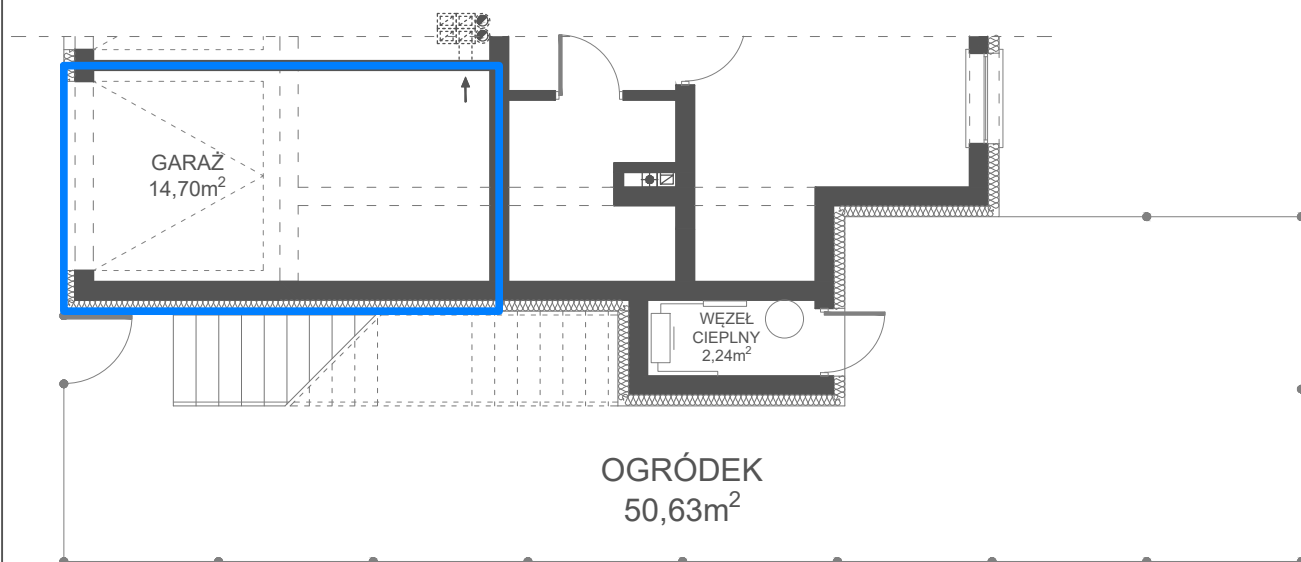 GARAŻ
14,70m²
WĘZEŁ
CIEPLNY
2,24m²
OGRÓDEK
50,63m²